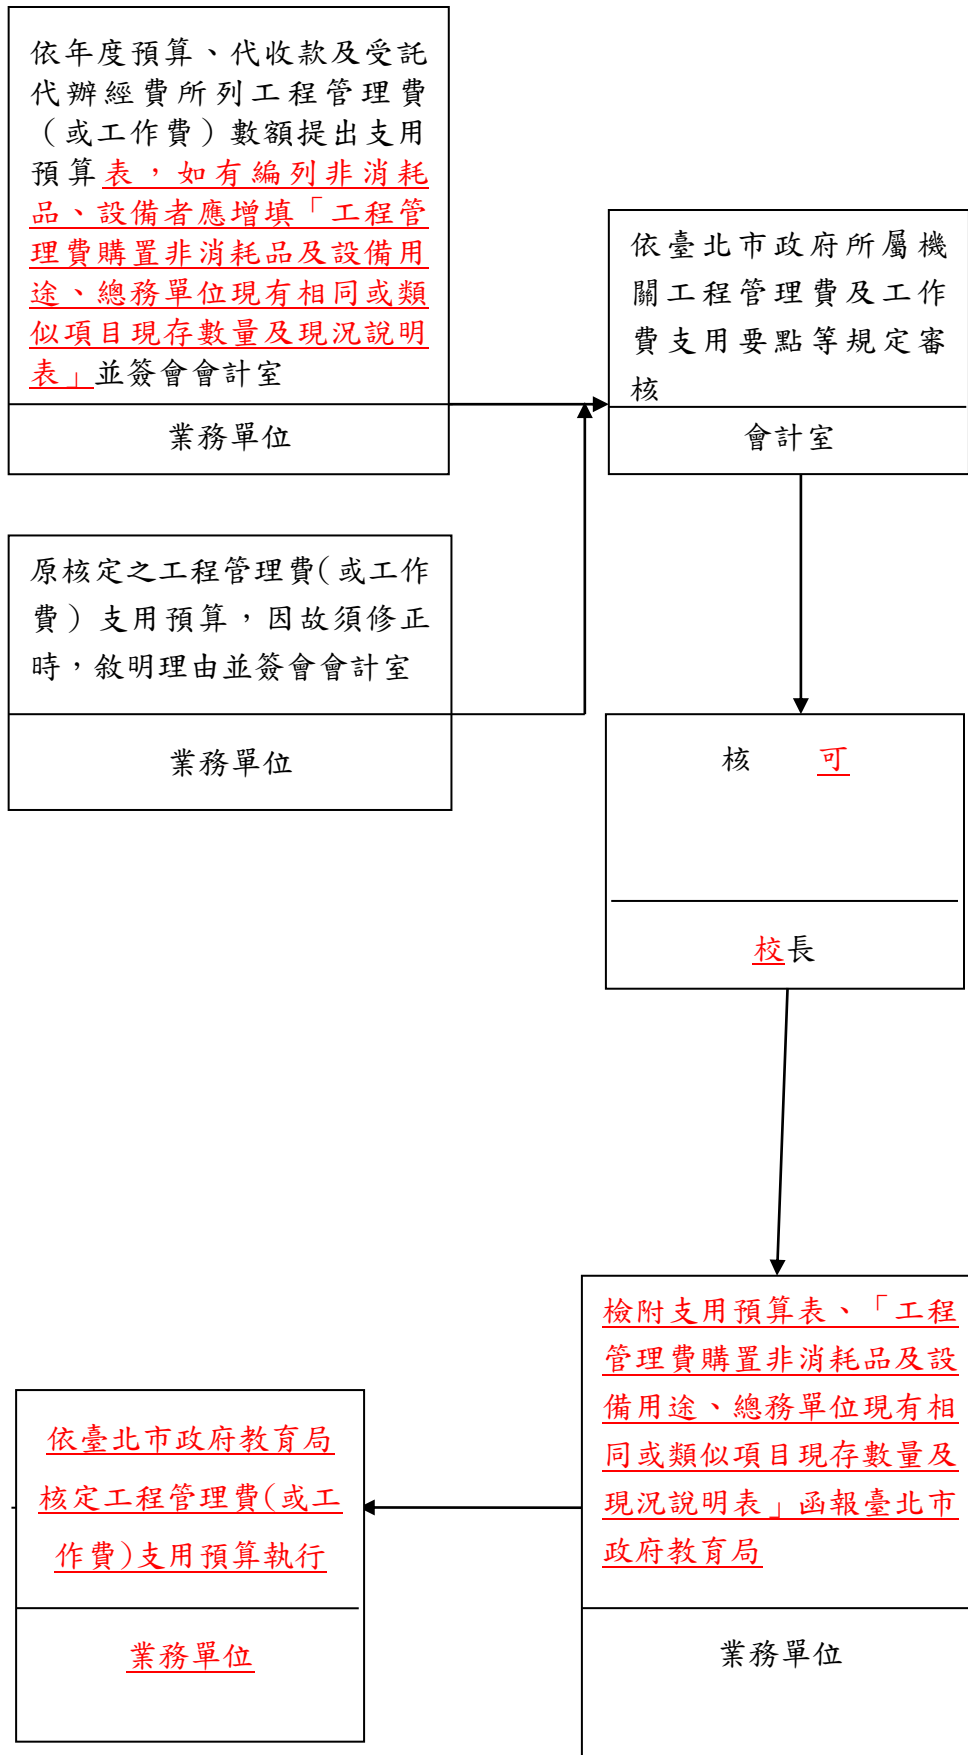 依年度預算、代收款及受託
代辦經費所列工程管理費
（或工作費）數額提出支用
預算表，如有編列非消耗
品、設備者應增填「工程管
理費購置非消耗品及設備用
途、總務單位現有相同或類
似項目現存數量及現況說明
表」並簽會會計室
業務單位
依臺北市政府所屬機
關工程管理費及工作
費支用要點等規定審
核
會計室
原核定之工程管理費(或工作
費）支用預算，因故須修正
時，敘明理由並簽會會計室
業務單位
核 可
校長
檢附支用預算表、「工程
管理費購置非消耗品及設
備用途、總務單位現有相
同或類似項目現存數量及
現況說明表」函報臺北市
政府教育局
業務單位
依臺北市政府教育局
核定工程管理費(或工
作費)支用預算執行
業務單位